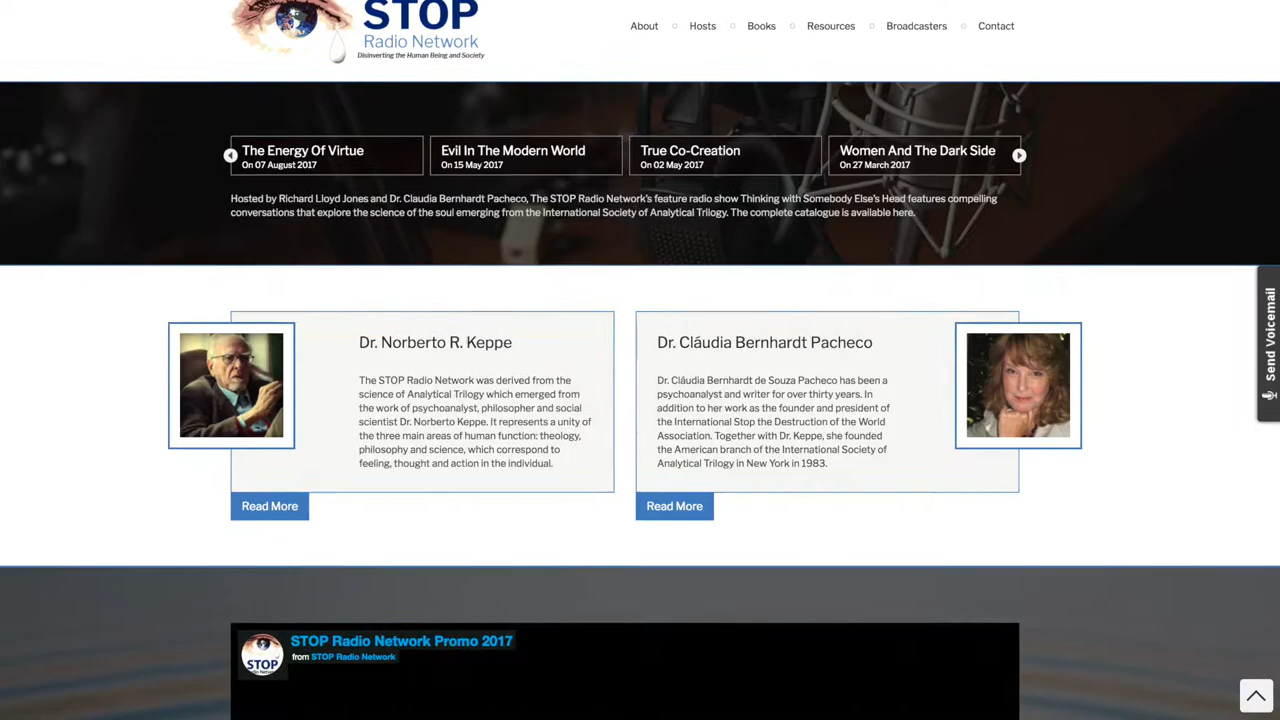 STOP
Radio Network
Disinverting the Human Being and Society
About
Hosts
Books
Resources
Broadcasters
Contact
The Energy Of Virtue
On 07 August 2017
Evil In The Modern World
On 15 May 2017
True Co-Creation
On 02 May 2017
Women And The Dark Side
On 27 March 2017
Hosted by Richard Lloyd Jones and Dr. Claudia Bernhardt Pacheco, The STOP Radio Network's feature radio show Thinking with Somebody Else's Head features compelling
conversations that explore the science of the soul emerging from the International Society of Analytical Trilogy. The complete catalogue is available here.
Send Voicemail
Dr. Norberto R. Keppe
The STOP Radio Network was derived from the
science of Analytical Trilogy which emerged from
the work of psychoanalyst, philosopher and social
scientist Dr. Norberto Keppe. It represents a unity of
the three main areas of human function: theology,
philosophy and science, which correspond to
feeling, thought and action in the individual.
Read More
Dr. Cláudia Bernhardt Pacheco
Dr. Cláudia Bernhardt de Souza Pacheco has been a
psychoanalyst and writer for over thirty years. In
addition to her work as the founder and president of
the International Stop the Destruction of the World
Association. Together with Dr. Keppe, she founded
the American branch of the International Society of
Analytical Trilogy in New York in 1983.
Read More
STOP
Radio Network
STOP Radio Network Promo 2017
from STOP Radio Network